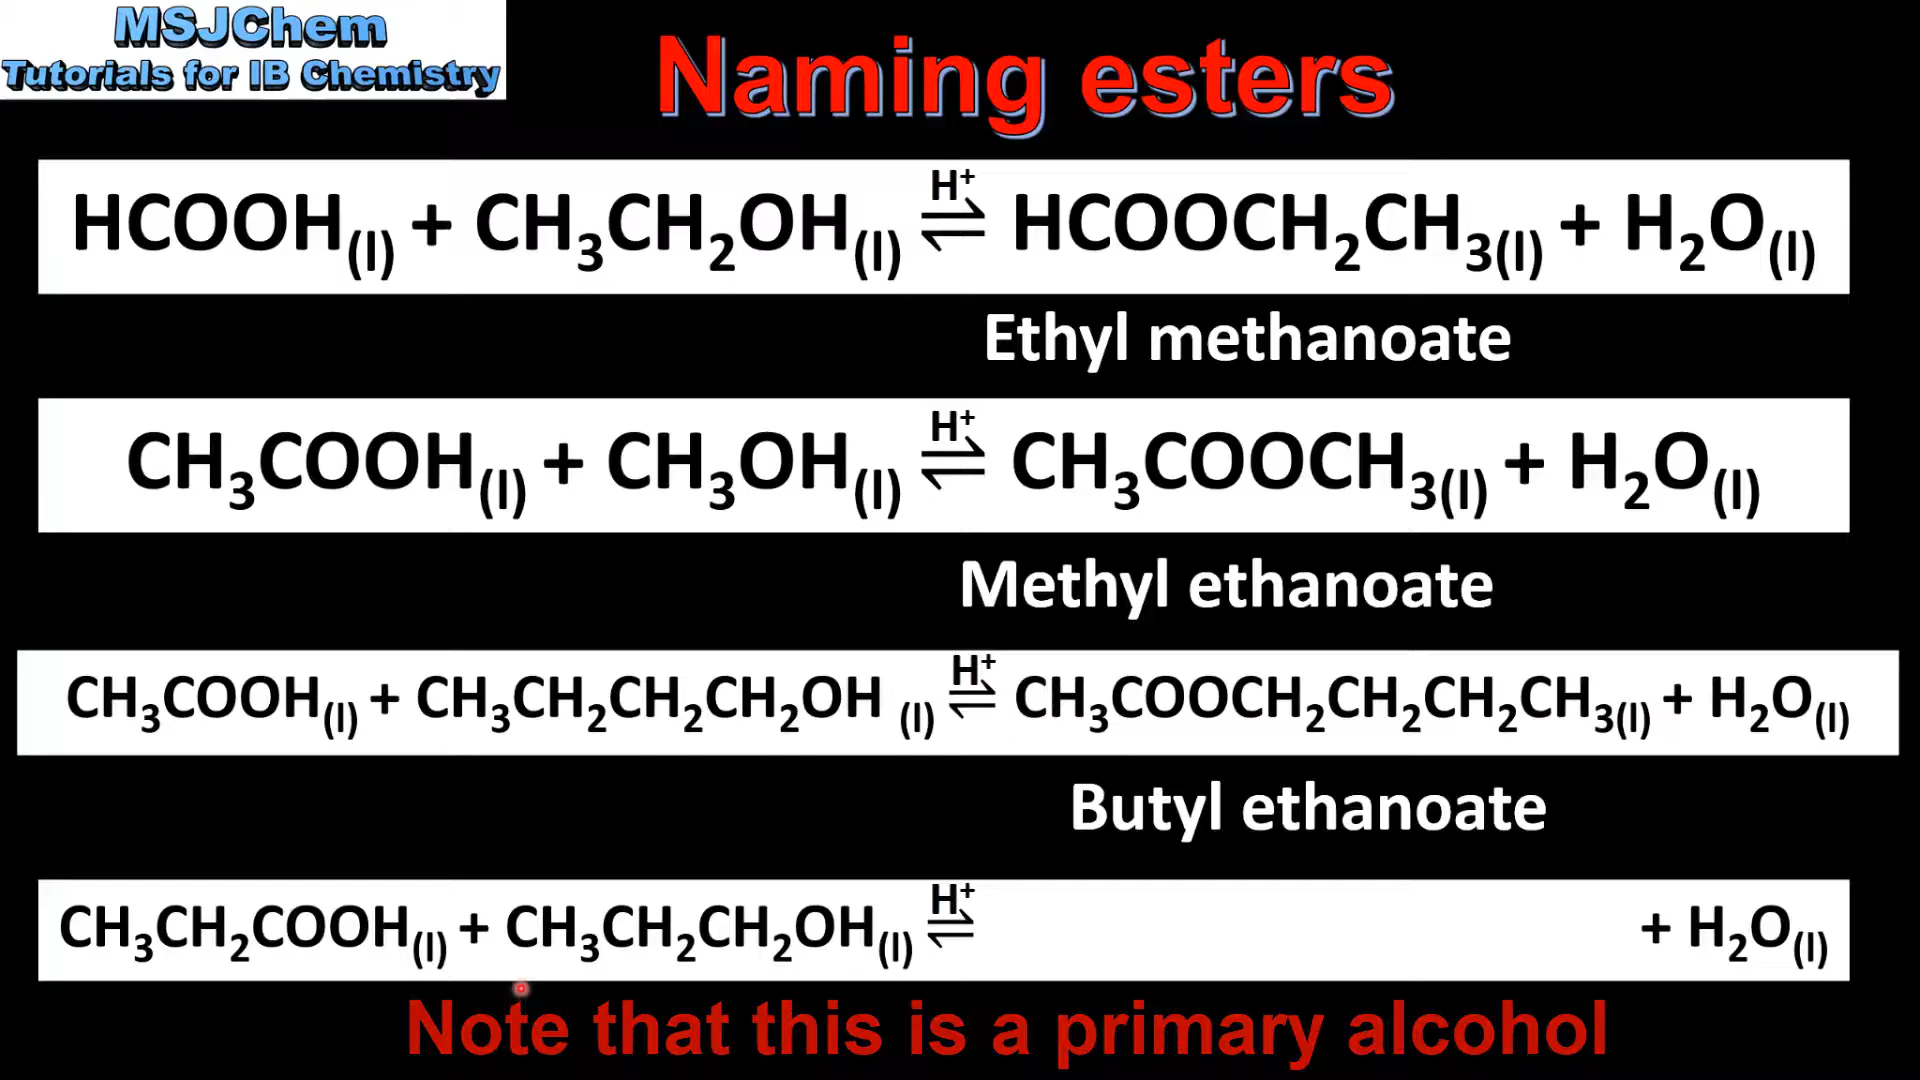 MSJChem
Tutorials for IB Chemistry
Naming esters
HCOOH(l) + CH₃CH₂OH(l) H⁺ ⇌ HCOOCH₂CH₃(l) + H₂O(l)
Ethyl methanoate
CH₃COOH(l) + CH₃OH(l) H⁺ ⇌ CH₃COOCH₃(l) + H₂O(l)
Methyl ethanoate
CH₃COOH(l) + CH₃CH₂CH₂CH₂OH (l) H⁺ ⇌ CH₃COOCH₂CH₂CH₂CH₃(l) + H₂O(l)
Butyl ethanoate
CH₃CH₂COOH(l) + CH₃CH₂CH₂OH(l) H⁺ ⇌ + H₂O(l)
Note that this is a primary alcohol